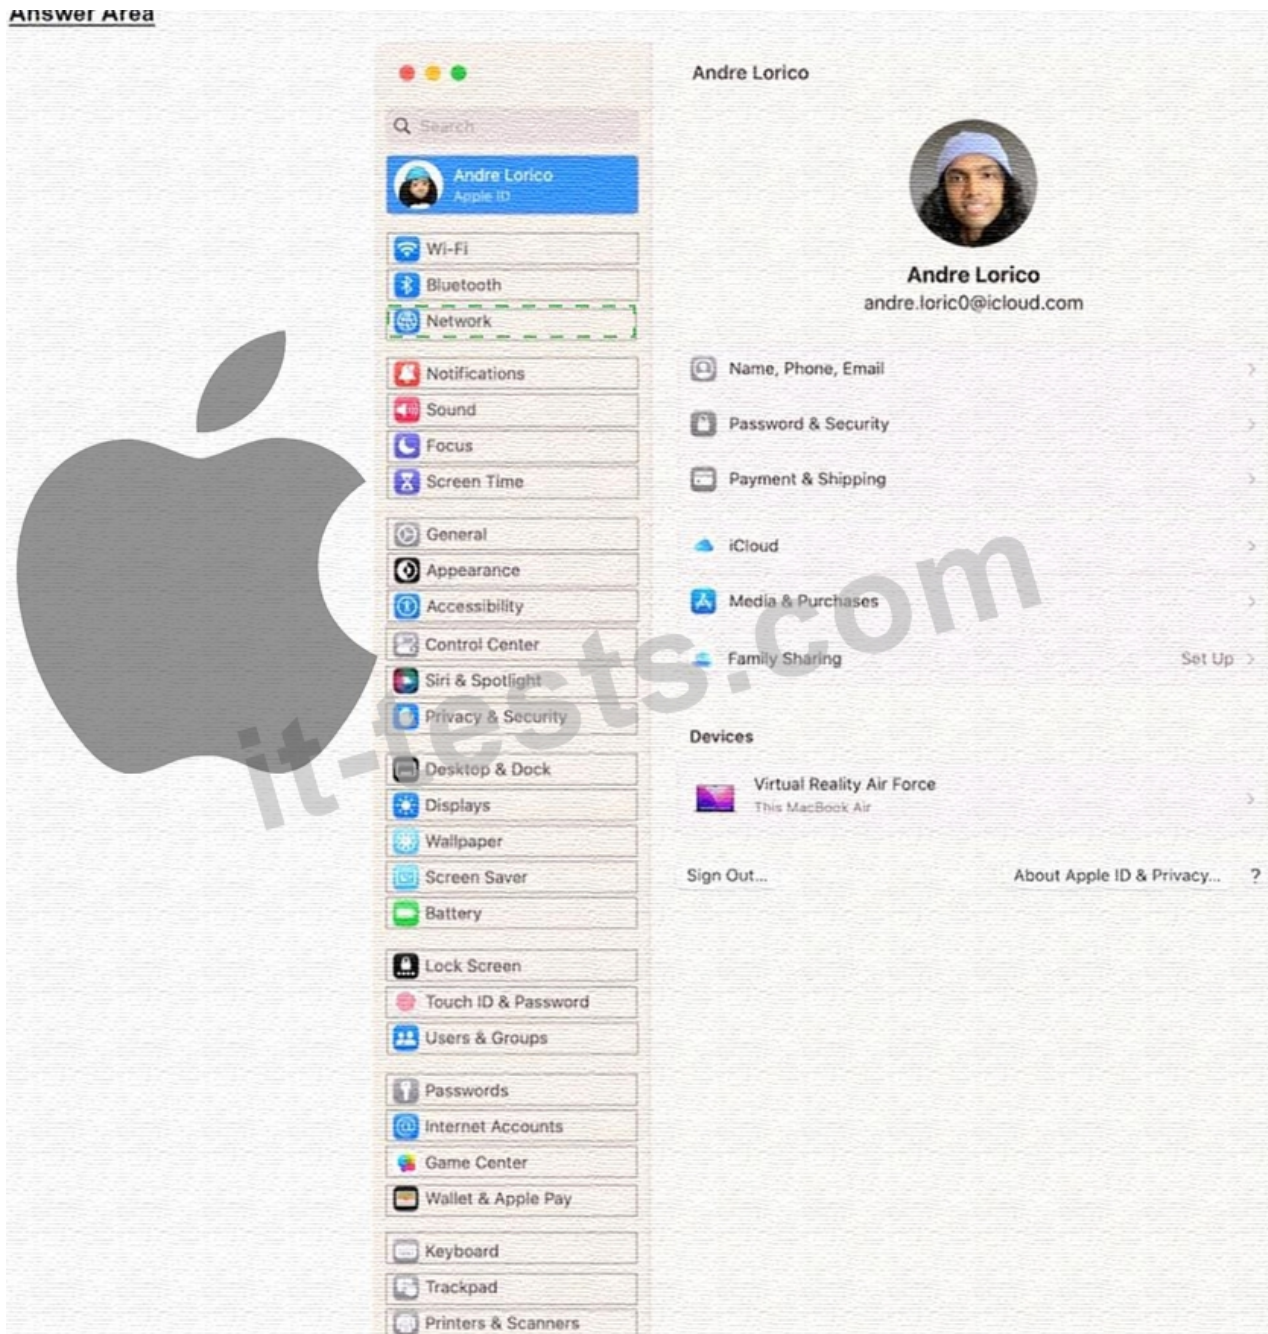 Answer Area
Andre Lorico
Search
Andre Lorico
Apple ID
Wi-Fi
Bluetooth
Network
Notifications
Sound
Focus
Screen Time
General
Appearance
Accessibility
Control Center
Siri & Spotlight
Privacy & Security
Desktop & Dock
Displays
Wallpaper
Screen Saver
Battery
Lock Screen
Touch ID & Password
Users & Groups
Passwords
Internet Accounts
Game Center
Wallet & Apple Pay
Keyboard
Trackpad
Printers & Scanners
Andre Lorico
andre.loric0@icloud.com
Name, Phone, Email
Password & Security
Payment & Shipping
iCloud
Media & Purchases
Family Sharing Set Up
Devices
Virtual Reality Air Force
This MacBook Air
Sign Out... About Apple ID & Privacy... ?
it-tests.com